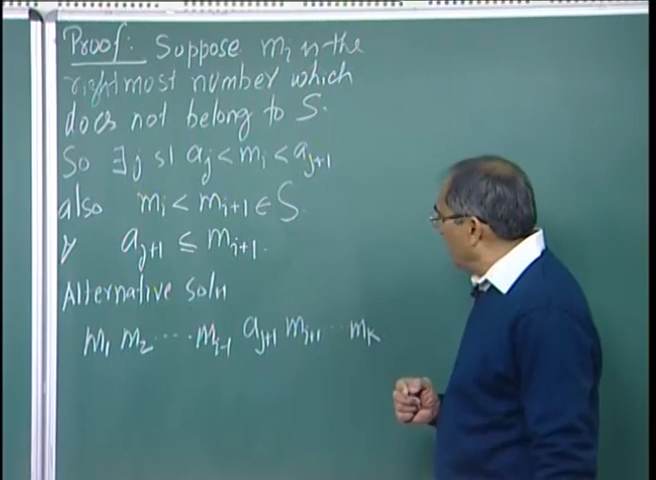 Proof: Suppose mᵢ is the
rightmost number which
does not belong to S.
So ∃ j st aⱼ < mᵢ < aⱼ₊₁
also mᵢ < mᵢ₊₁ ∈ S
aⱼ₊₁ ≤ mᵢ₊₁.
Alternative soln
m₁ m₂ ... mᵢ₋₁ aⱼ₊₁ mᵢ₊₁ ... mₖ